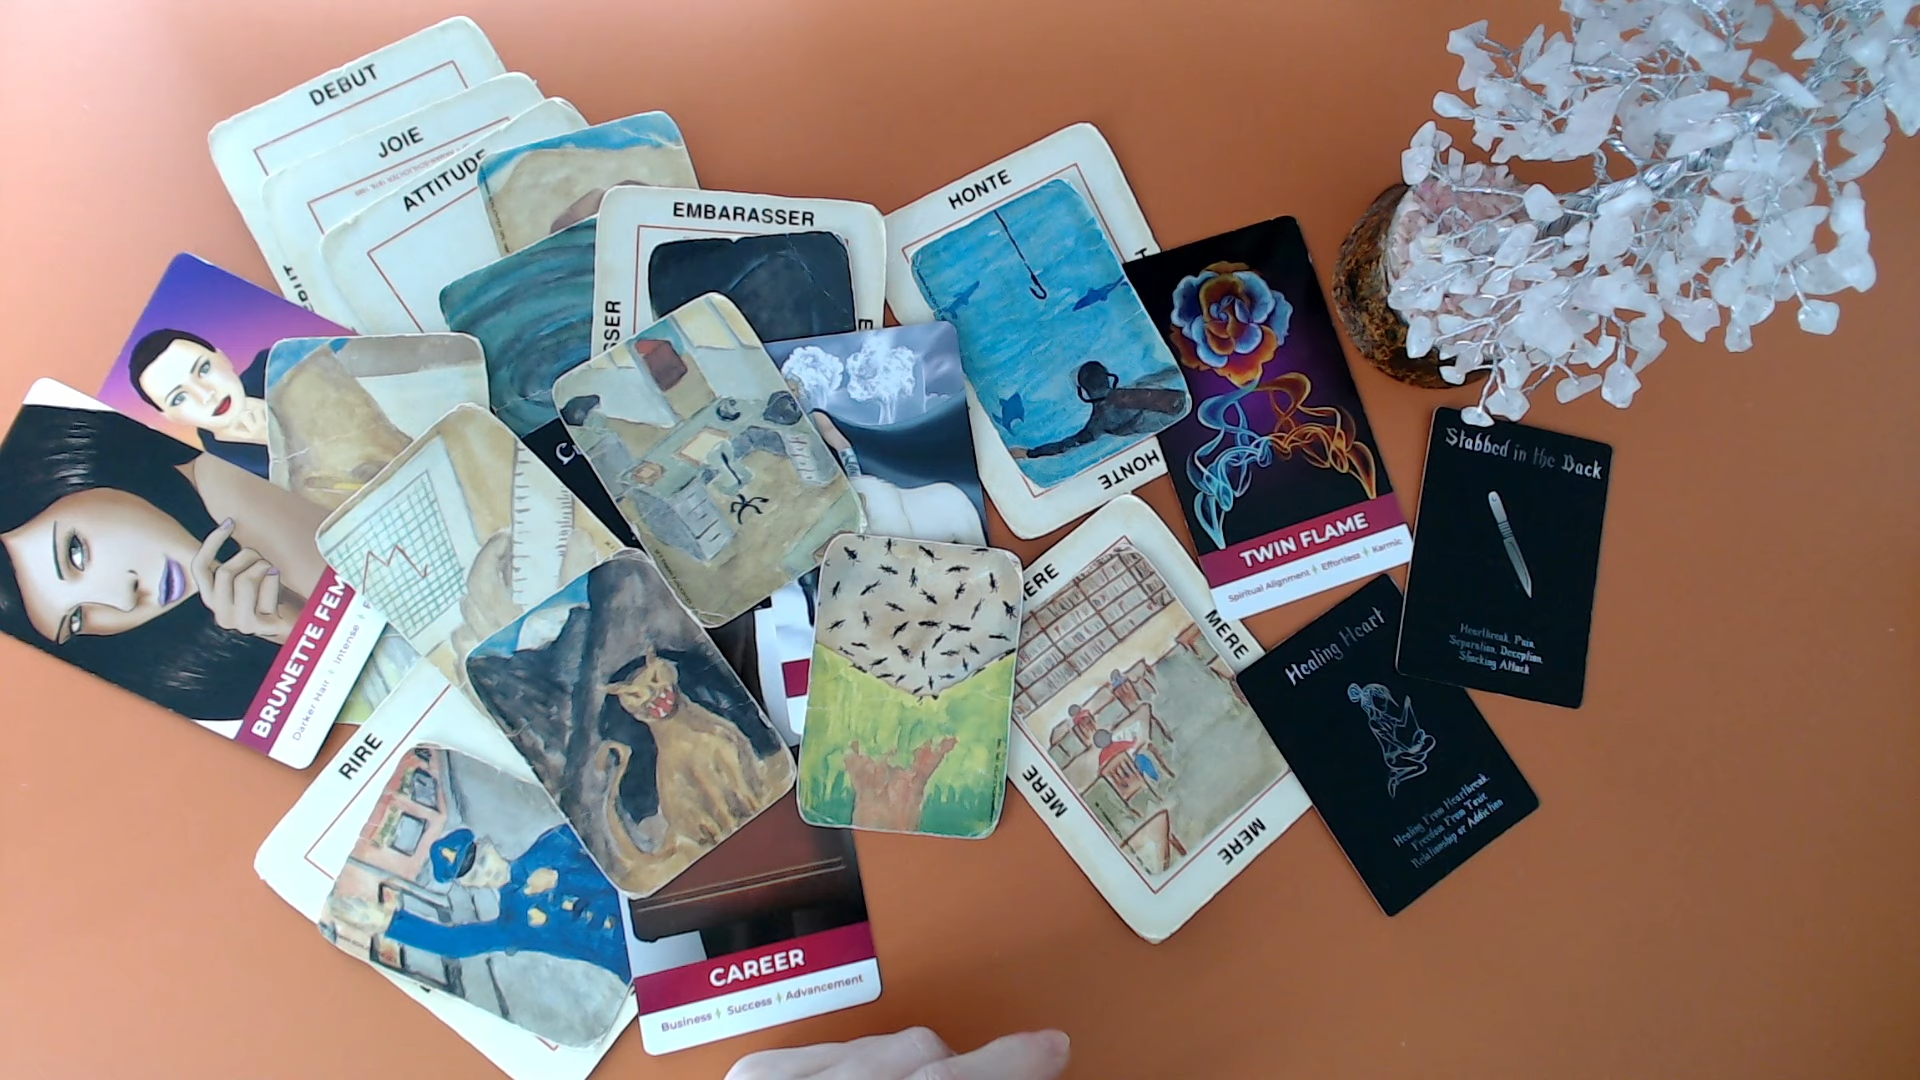 DEBUT
JOIE
ATTITUDE
EMBARASSER
HONTE
HONTE
TWIN FLAME
Spiritual Alignment Effortless Karmic
Stabbed in the Back
Heartbreak, Pain,
Separation, Deception,
Shocking Attack
Healing Heart
Healing From Heartbreak,
Freedom From Toxic
Relationship or Addiction
MERE
MERE
MERE
BRUNETTE FEM
Darker Hair Intense
RIRE
CAREER
Business Success Advancement